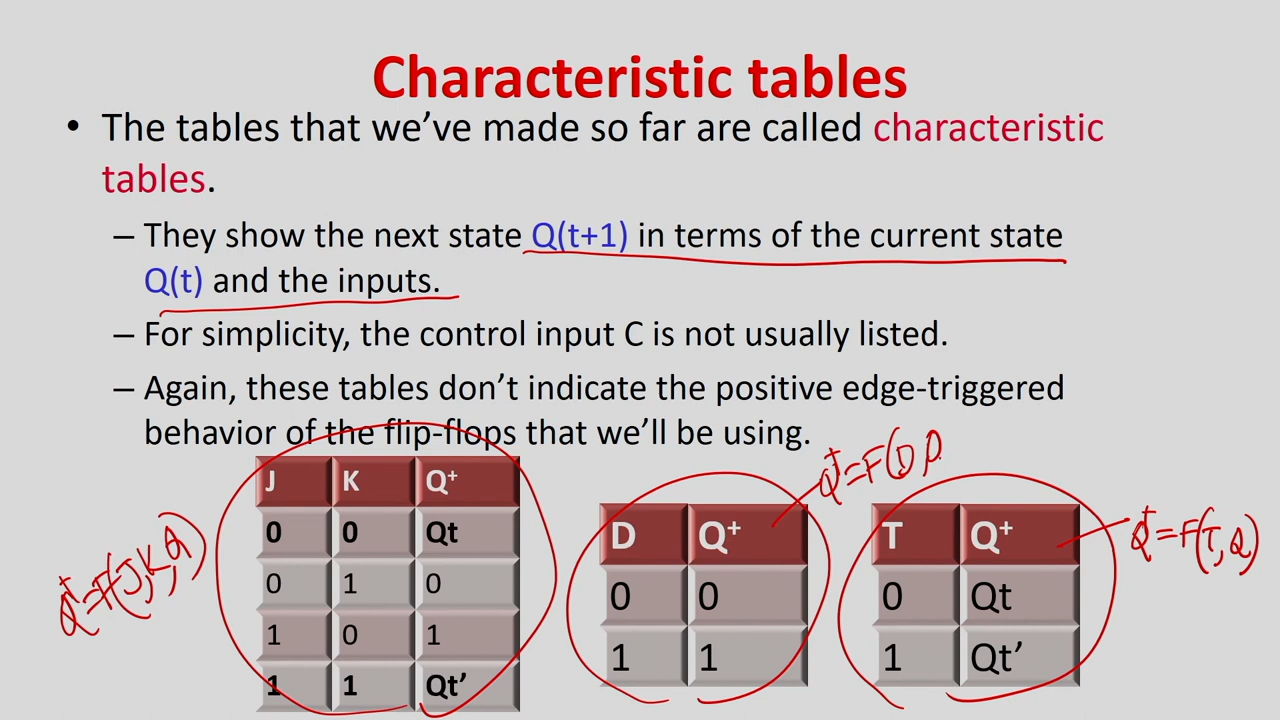 Characteristic tables
• The tables that we’ve made so far are called characteristic
tables.
– They show the next state Q(t+1) in terms of the current state
Q(t) and the inputs.
– For simplicity, the control input C is not usually listed.
– Again, these tables don’t indicate the positive edge-triggered
behavior of the flip-flops that we’ll be using.
Q⁺=F(J,K,Q)
J K Q⁺
0 0 Qt
0 1 0
1 0 1
1 1 Qt’
Q⁺=F(D,
D Q⁺
0 0
1 1
Q⁺=F(T,Q)
T Q⁺
0 Qt
1 Qt’